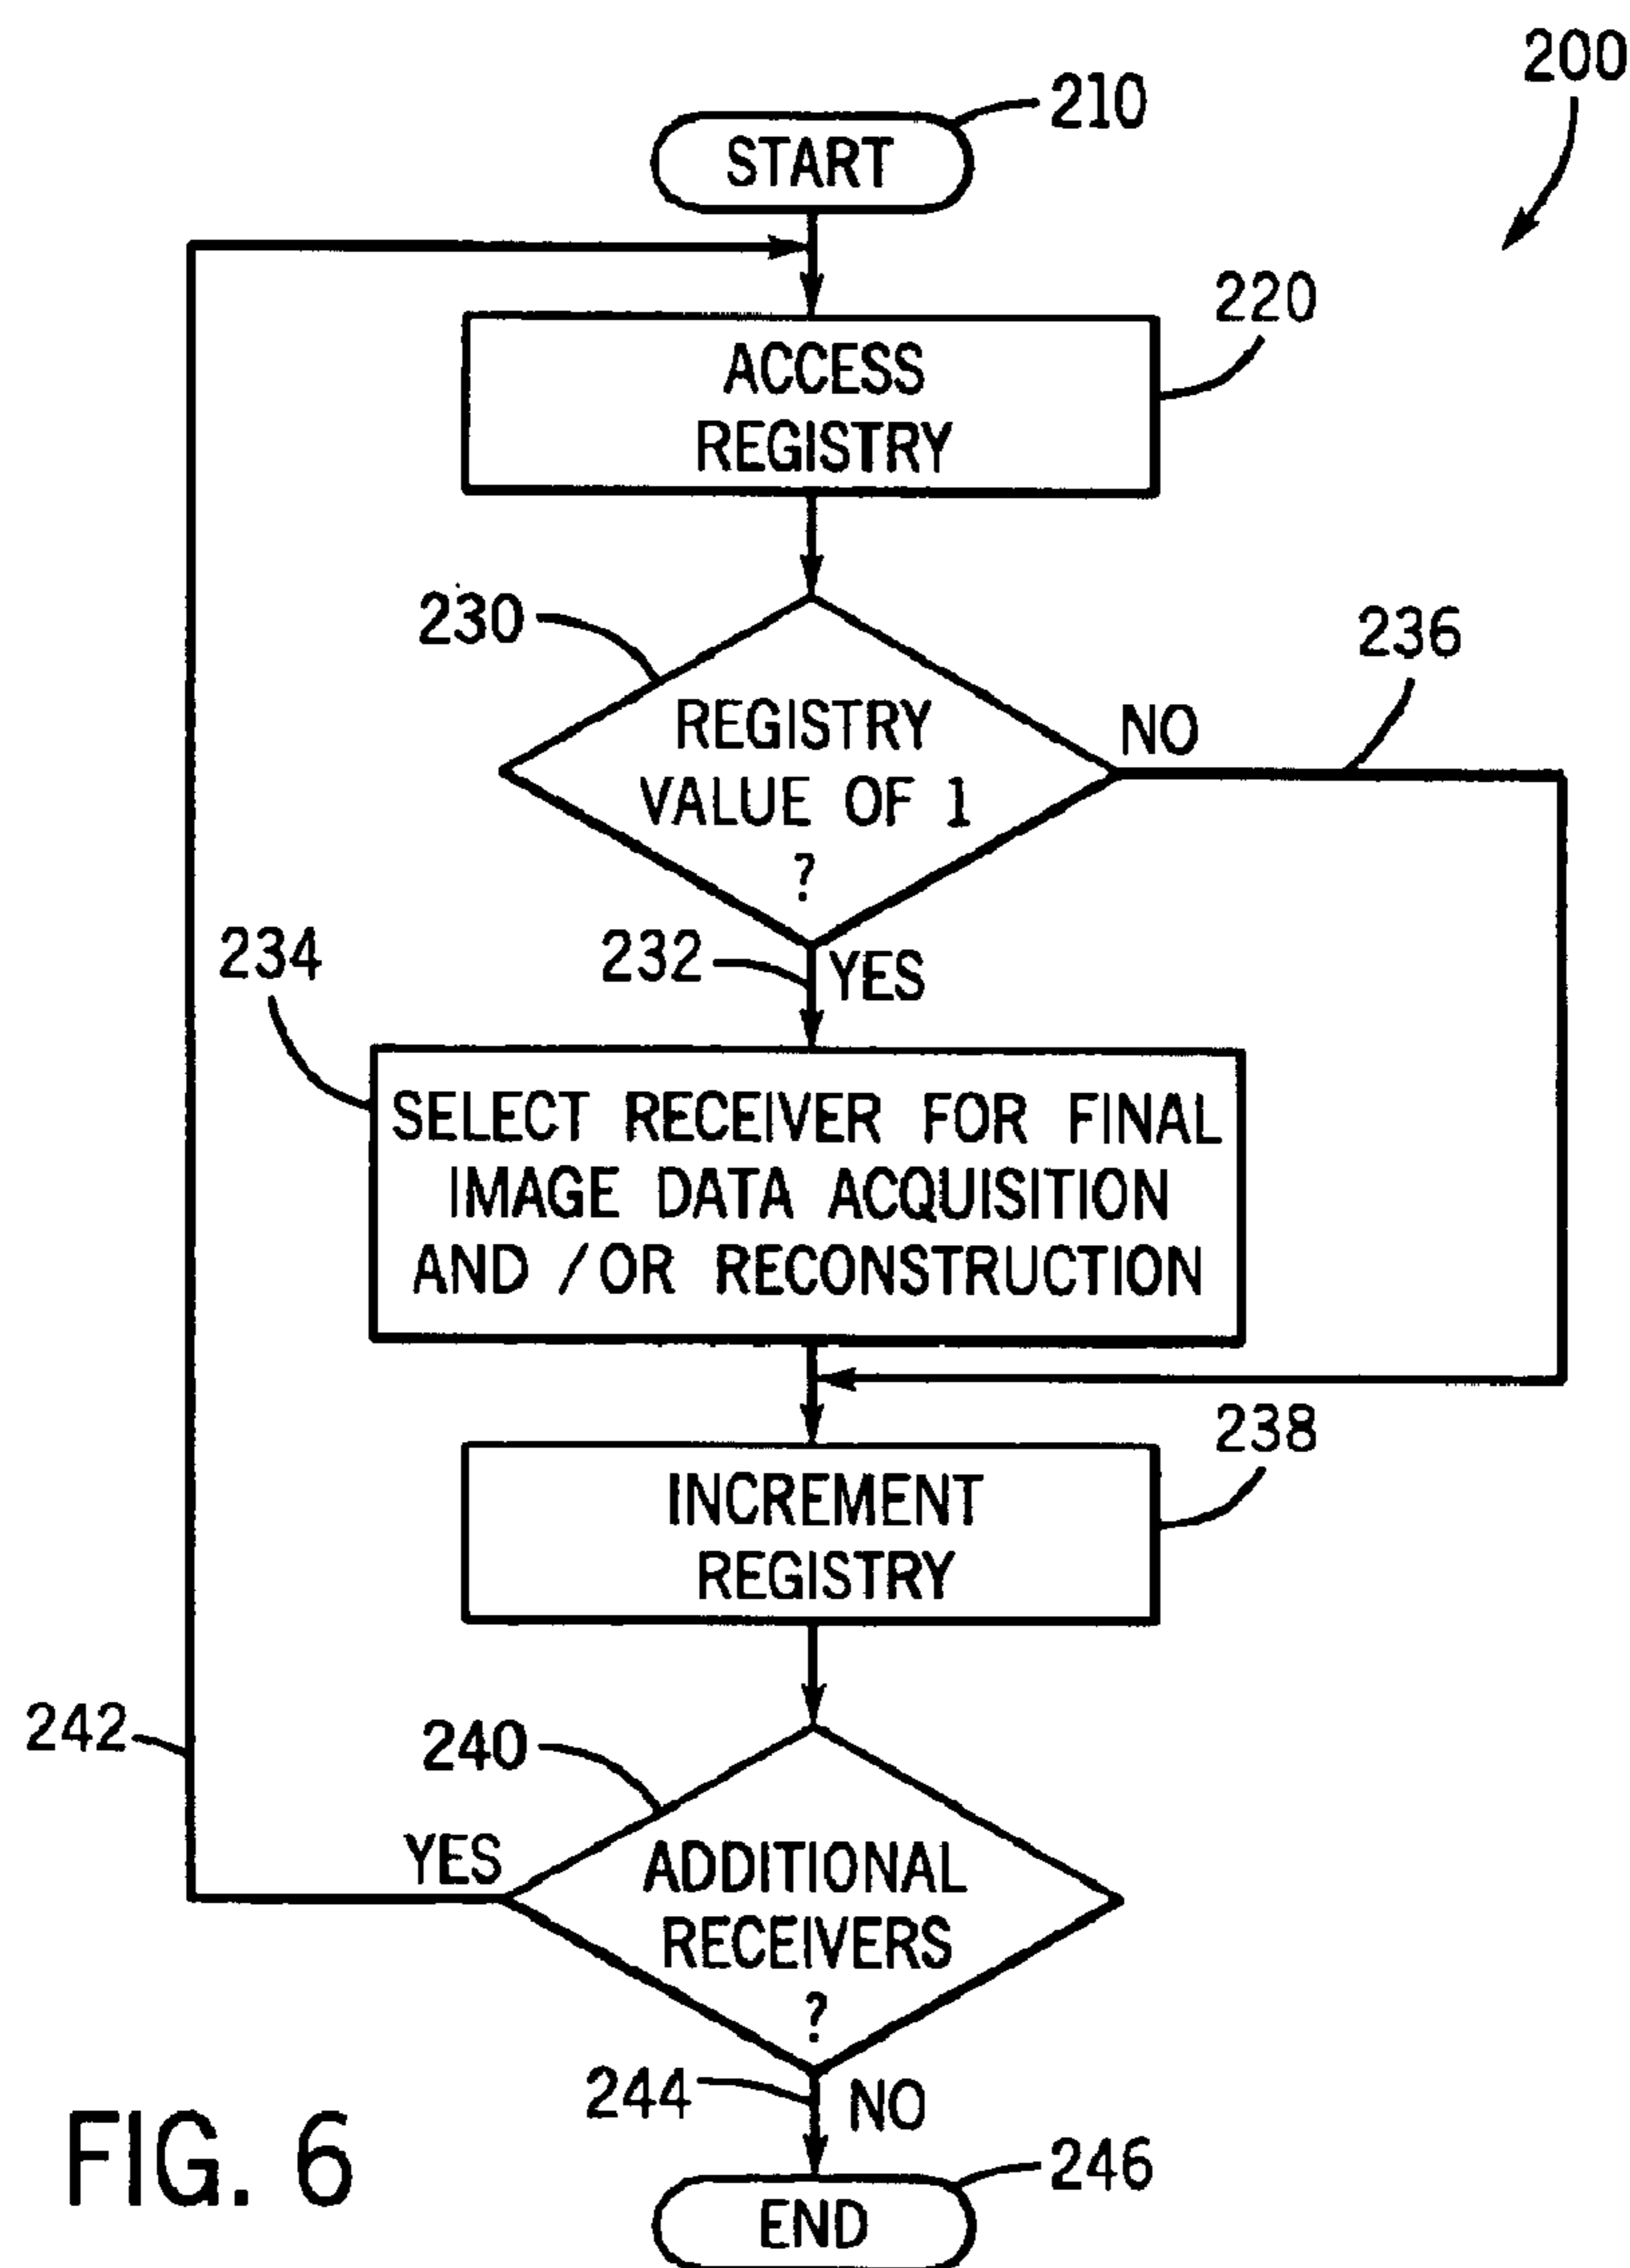 200
210
START
220
ACCESS
REGISTRY
230
236
REGISTRY
VALUE OF 1
?
NO
234
232
YES
SELECT RECEIVER FOR FINAL
IMAGE DATA ACQUISITION
AND /OR RECONSTRUCTION
238
INCREMENT
REGISTRY
242
240
YES
ADDITIONAL
RECEIVERS
?
244
NO
246
END
FIG. 6